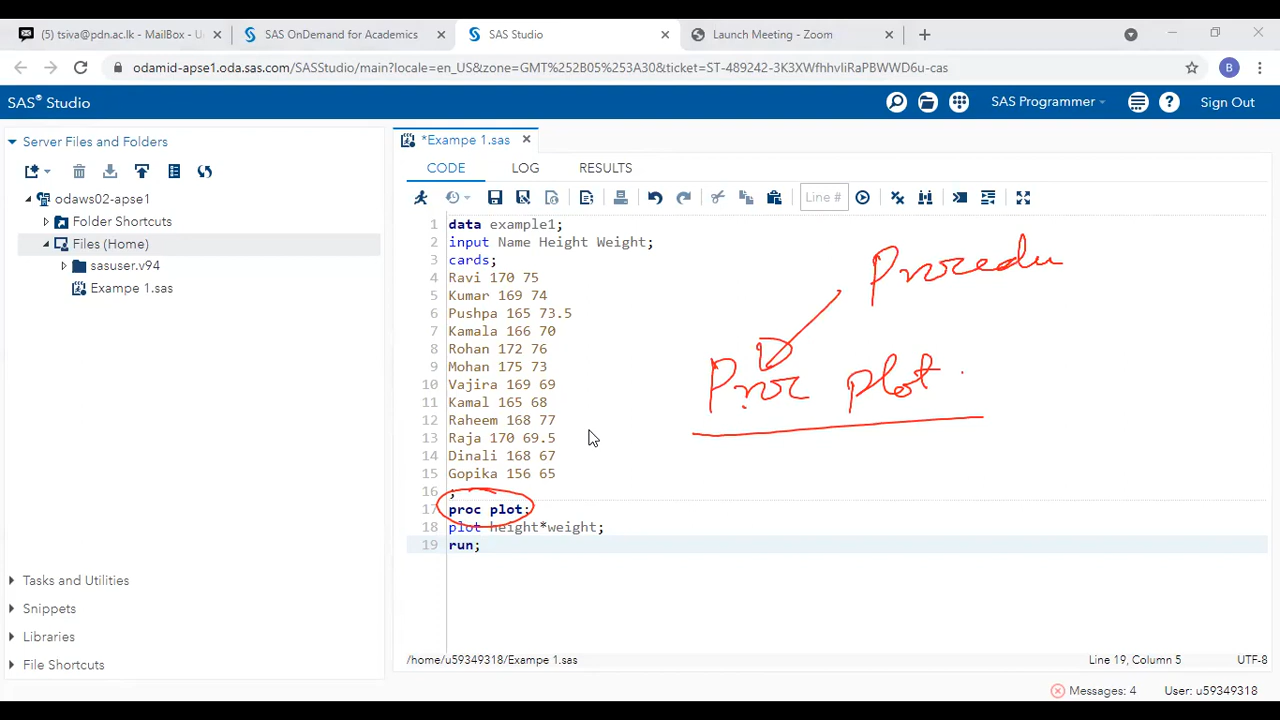 (5) tsiva@pdn.ac.lk - MailBox - U
SAS OnDemand for Academics
SAS Studio
Launch Meeting - Zoom
odamid-apse1.oda.sas.com/SASStudio/main?locale=en_US&zone=GMT%252B05%253A30&ticket=ST-489242-3K3XWfhhvIiRaPBWWD6u-cas
B
SAS® Studio
SAS Programmer
Sign Out
Server Files and Folders
odaws02-aps#1
Folder Shortcuts
Files (Home)
sasuser.v94
Exampe 1.sas
Tasks and Utilities
Snippets
Libraries
File Shortcuts
*Exampe 1.sas
CODE LOG RESULTS
Line #
1 data example1;
2 input Name Height Weight;
3 cards;
4 Ravi 170 75
5 Kumar 169 74
6 Pushpa 165 73.5
7 Kamala 166 70
8 Rohan 172 76
9 Mohan 175 73
10 Vajira 169 69
11 Kamal 165 68
12 Raheem 168 77
13 Raja 170 69.5
14 Dinali 168 67
15 Gopika 156 65
16 ;
17 proc plot;
18 plot height*weight;
19 run;
Procedu
Proc plot
/home/u59349318/Exampe 1.sas
Line 19, Column 5
UTF-8
Messages: 4
User: u59349318